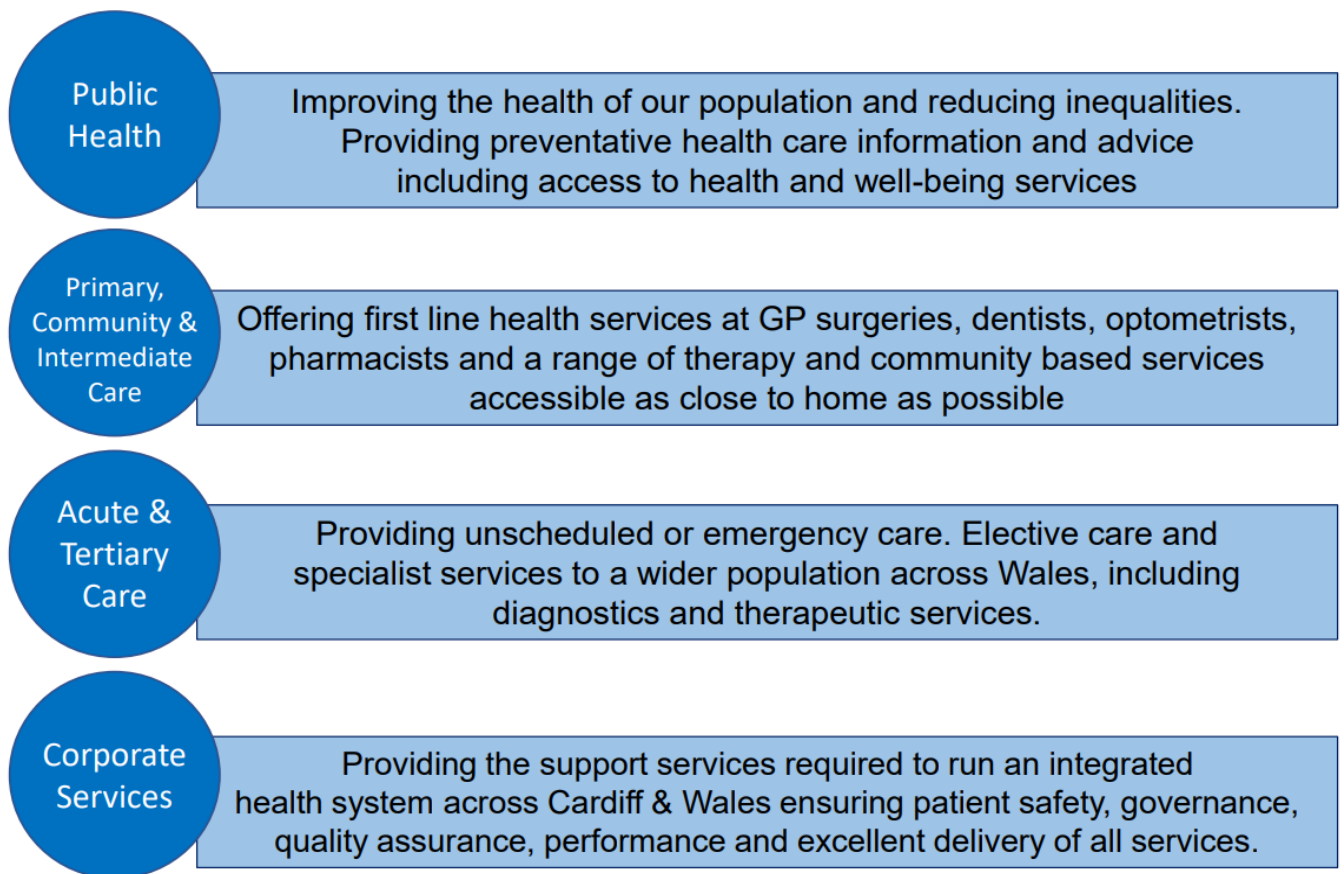 Public
Health
Improving the health of our population and reducing inequalities.
Providing preventative health care information and advice
including access to health and well-being services
Primary,
Community &
Intermediate
Care
Offering first line health services at GP surgeries, dentists, optometrists,
pharmacists and a range of therapy and community based services
accessible as close to home as possible
Acute &
Tertiary
Care
Providing unscheduled or emergency care. Elective care and
specialist services to a wider population across Wales, including
diagnostics and therapeutic services.
Corporate
Services
Providing the support services required to run an integrated
health system across Cardiff & Wales ensuring patient safety, governance,
quality assurance, performance and excellent delivery of all services.